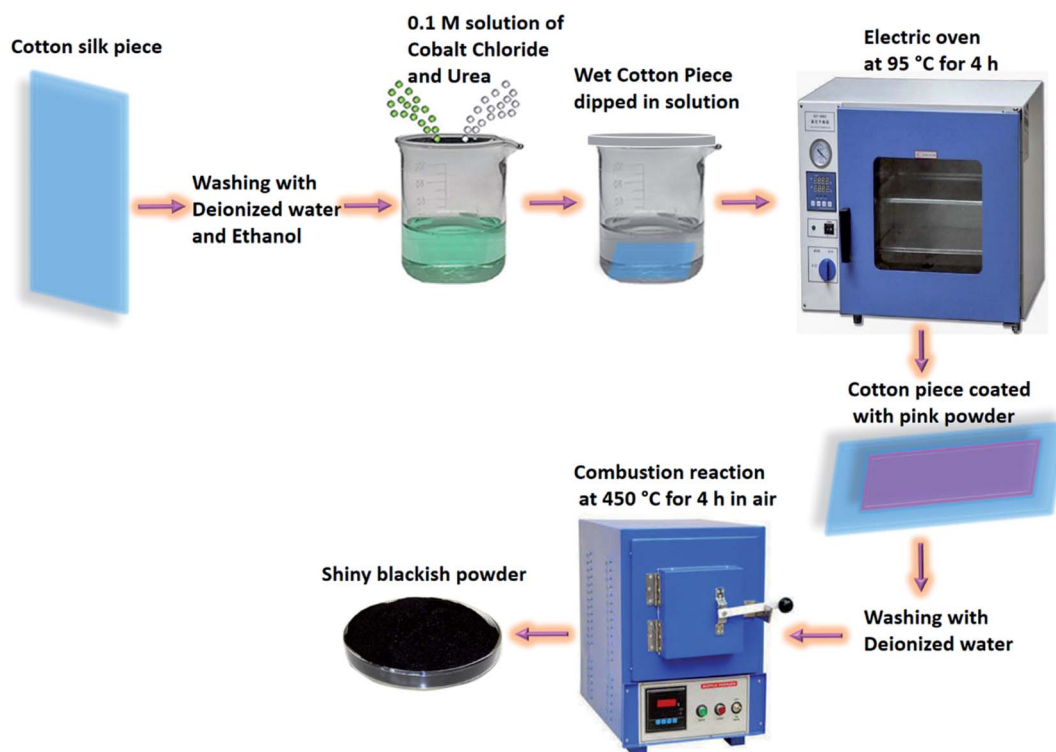 Cotton silk piece
0.1 M solution of
Cobalt Chloride
and Urea
Wet Cotton Piece
dipped in solution
Electric oven
at 95 °C for 4 h
Washing with
Deionized water
and Ethanol
Cotton piece coated
with pink powder
Washing with
Deionized water
Combustion reaction
at 450 °C for 4 h in air
Shiny blackish powder